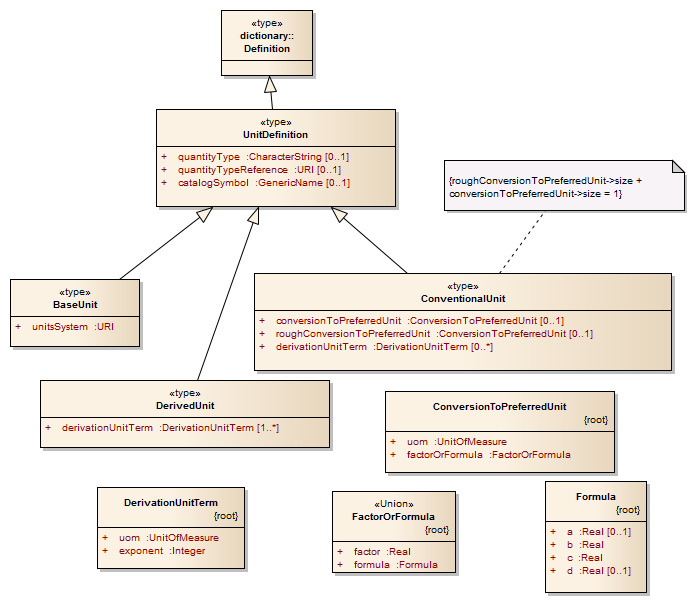 «type»
dictionary::
Definition
«type»
UnitDefinition
+ quantityType :CharacterString [0..1]
+ quantityTypeReference :URI [0..1]
+ catalogSymbol :GenericName [0..1]
{roughConversionToPreferredUnit->size +
conversionToPreferredUnit->size = 1}
«type»
BaseUnit
+ unitsSystem :URI
«type»
ConventionalUnit
+ conversionToPreferredUnit :ConversionToPreferredUnit [0..1]
+ roughConversionToPreferredUnit :ConversionToPreferredUnit [0..1]
+ derivationUnitTerm :DerivationUnitTerm [0..*]
«type»
DerivedUnit
+ derivationUnitTerm :DerivationUnitTerm [1..*]
ConversionToPreferredUnit
{root}
+ uom :UnitOfMeasure
+ factorOrFormula :FactorOrFormula
DerivationUnitTerm
{root}
+ uom :UnitOfMeasure
+ exponent :Integer
«Union»
FactorOrFormula
{root}
+ factor :Real
+ formula :Formula
Formula
{root}
+ a :Real [0..1]
+ b :Real
+ c :Real
+ d :Real [0..1]